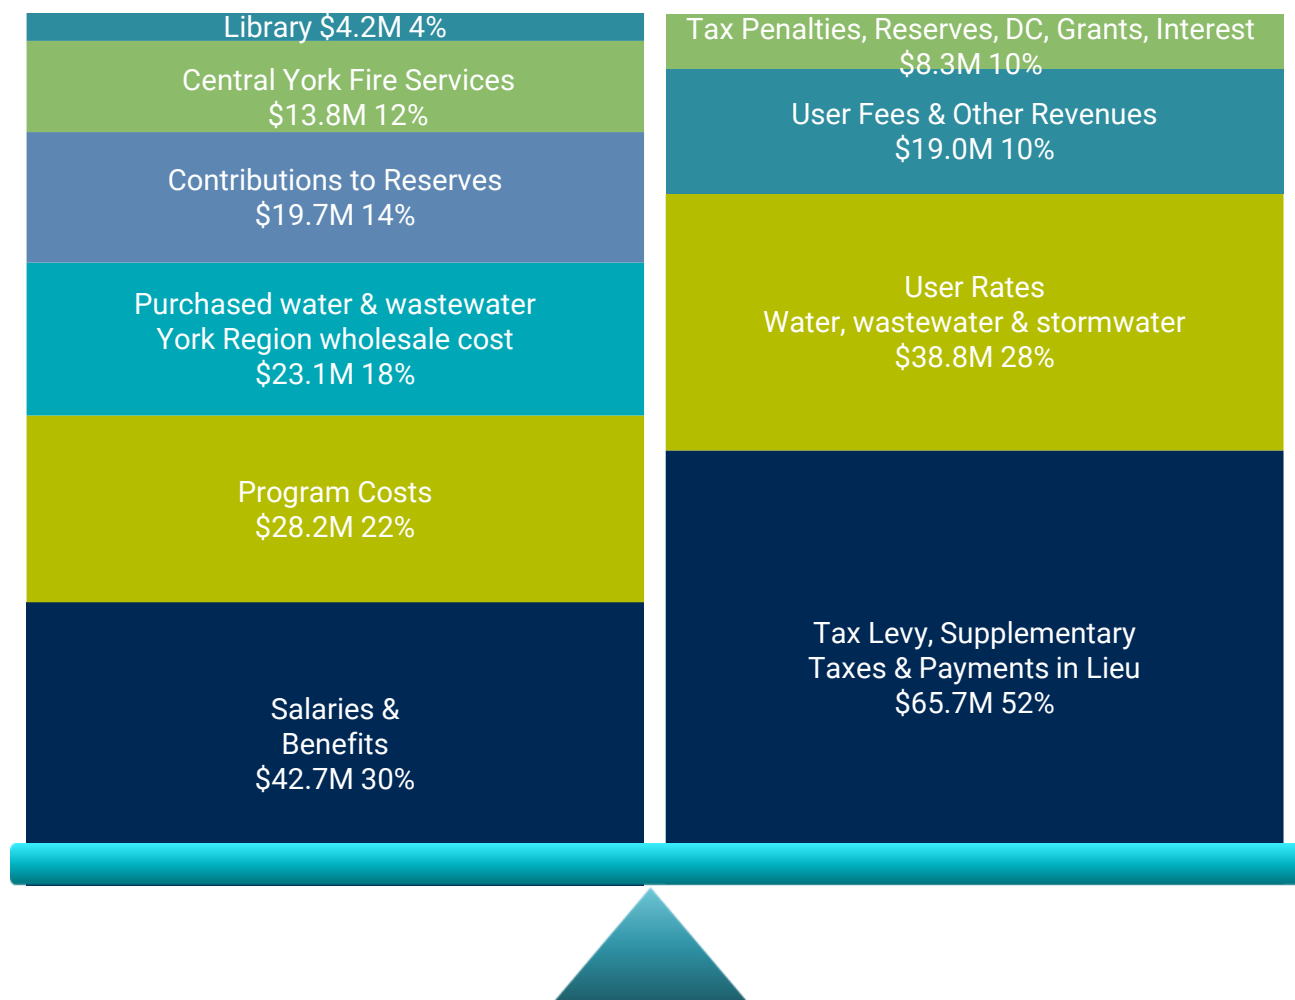 Library $4.2M 4%
Central York Fire Services
$13.8M 12%
Contributions to Reserves
$19.7M 14%
Purchased water & wastewater
York Region wholesale cost
$23.1M 18%
Program Costs
$28.2M 22%
Salaries &
Benefits
$42.7M 30%
Tax Penalties, Reserves, DC, Grants, Interest
$8.3M 10%
User Fees & Other Revenues
$19.0M 10%
User Rates
Water, wastewater & stormwater
$38.8M 28%
Tax Levy, Supplementary
Taxes & Payments in Lieu
$65.7M 52%